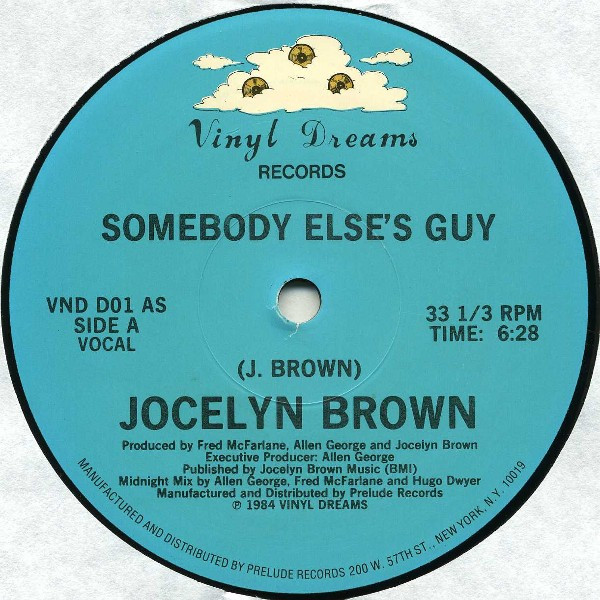 Vinyl Dreams
RECORDS
SOMEBODY ELSE'S GUY
VND D01 AS
SIDE A
VOCAL
33 1/3 RPM
TIME: 6:28
(J. BROWN)
JOCELYN BROWN
Produced by Fred McFarlane, Allen George and Jocelyn Brown
Executive Producer: Allen George
Published by Jocelyn Brown Music (BMI)
Midnight Mix by Allen George, Fred McFarlane and Hugo Dwyer
Manufactured and Distributed by Prelude Records
℗ 1984 VINYL DREAMS
MANUFACTURED AND DISTRIBUTED BY PRELUDE RECORDS 200 W. 57TH ST., NEW YORK, N.Y. 10019